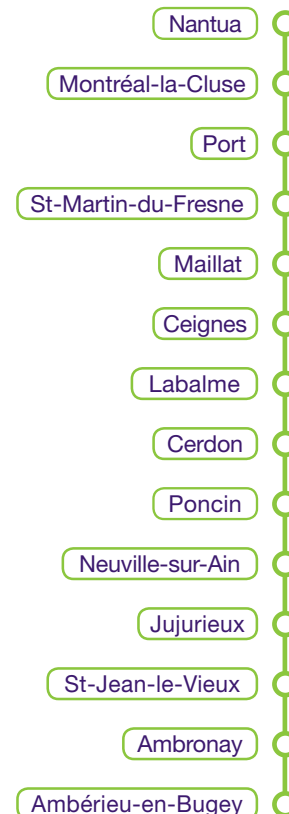 Nantua
Montréal-la-Cluse
Port
St-Martin-du-Fresne
Maillat
Ceignes
Labalme
Cerdon
Poncin
Neuville-sur-Ain
Jujurieux
St-Jean-le-Vieux
Ambronay
Ambérieu-en-Bugey